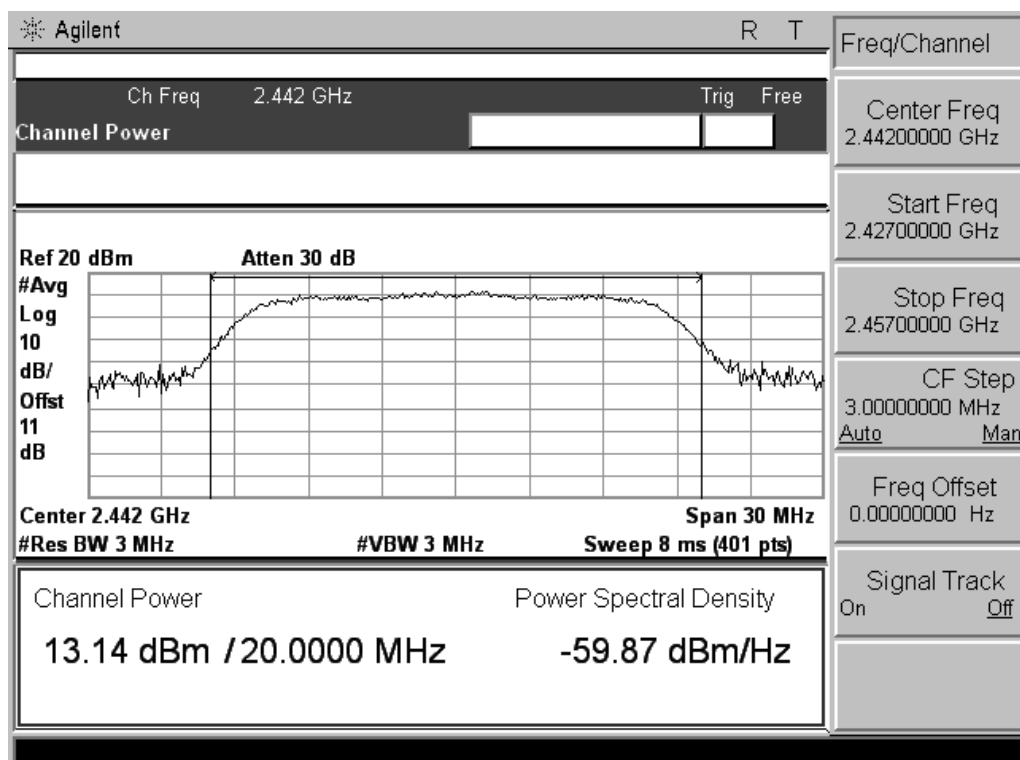 Agilent R T
Ch Freq 2.442 GHz Trig Free
Channel Power
Ref 20 dBm Atten 30 dB
#Avg
Log
10
dB/
Offst
11
dB
Center 2.442 GHz Span 30 MHz
#Res BW 3 MHz #VBW 3 MHz Sweep 8 ms (401 pts)
Channel Power Power Spectral Density
13.14 dBm / 20.0000 MHz -59.87 dBm/Hz
Freq/Channel
Center Freq
2.44200000 GHz
Start Freq
2.42700000 GHz
Stop Freq
2.45700000 GHz
CF Step
3.00000000 MHz
Auto Man
Freq Offset
0.00000000 Hz
Signal Track
On Off